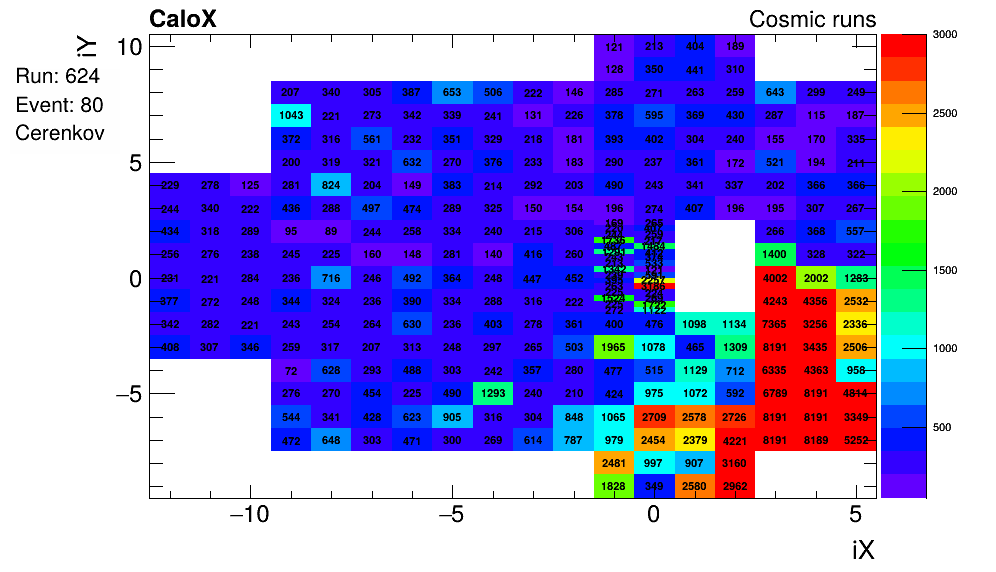 CaloX
Cosmic runs
iY
Run: 624
Event: 80
Cerenkov
10
121 213 404 189
128 350 441 310
207 340 305 387 653 506 222 146 285 271 263 259 643 299 249
1043 221 273 342 339 241 131 226 378 595 369 430 287 115 187
372 316 561 232 351 329 218 181 393 402 304 240 155 170 335
5 200 319 321 632 270 376 233 183 290 237 361 172 521 194 211
229 278 125 281 824 204 149 383 214 292 203 490 243 341 337 202 366 366
244 340 222 436 288 497 474 289 325 150 154 196 274 407 196 195 307 267
434 318 289 95 89 244 258 334 240 215 306 266 368 557
256 276 238 245 225 160 148 261 140 416 260 1400 328 322
0 221 284 236 716 246 492 364 248 447 452 4002 2002 1283
377 272 248 344 324 236 390 334 288 316 222 4243 4356 2532
342 262 221 243 254 264 630 236 403 278 361 400 476 1098 1134 7365 3256 2336
408 307 346 259 317 207 313 248 297 265 503 1965 1078 465 1309 8191 3435 2506
72 628 293 466 303 242 357 260 477 515 1129 712 6335 4363 958
−5 276 270 454 225 490 1293 240 210 424 975 1072 592 6789 8191 4814
544 341 428 623 905 316 304 848 1065 2709 2578 2726 8191 8191 3349
472 648 303 471 300 269 614 787 979 2454 2379 4221 8191 8189 5252
2481 997 907 3160
1828 349 2580 2962
−10 −5 0 5
iX
3000
2500
2000
1500
1000
500